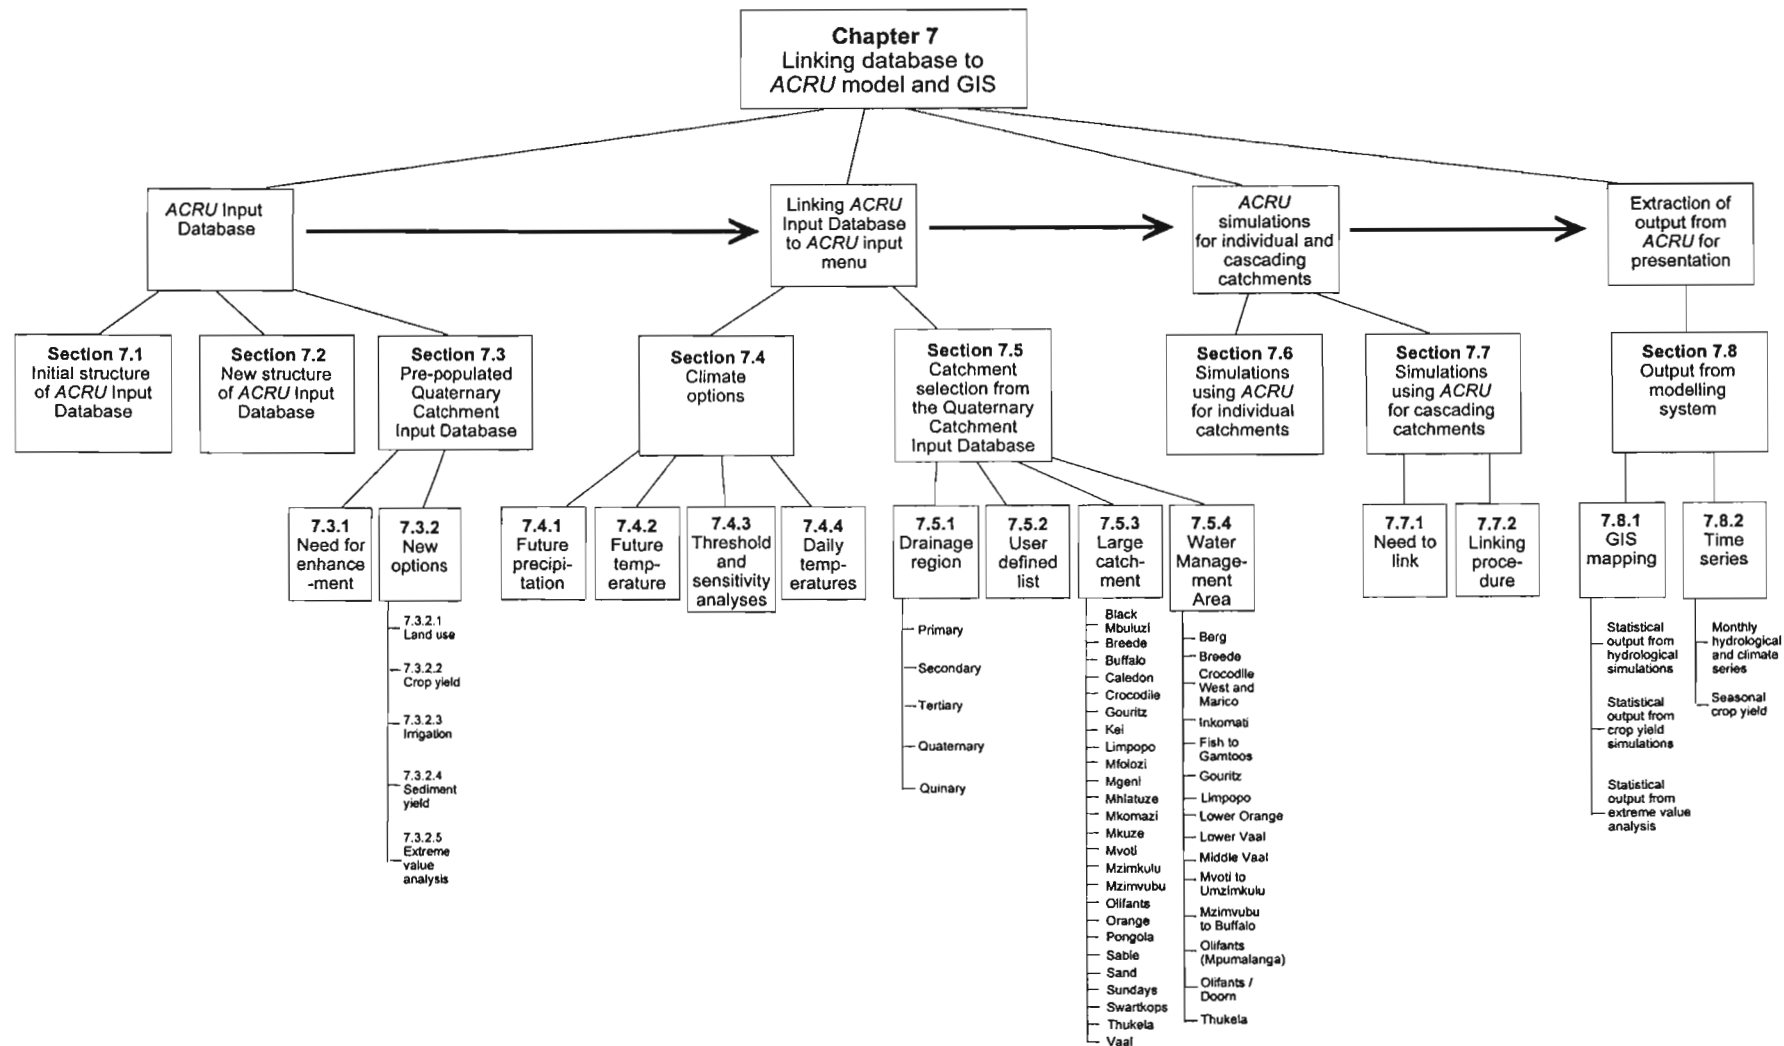 Chapter 7
Linking database to
ACRU model and GIS
ACRU Input
Database
Linking ACRU
Input Database
to ACRU input
menu
ACRU
simulations
for individual and
cascading
catchments
Extraction of
output from
ACRU for
presentation
Section 7.1
Initial structure
of ACRU Input
Database
Section 7.2
New structure
of ACRU Input
Database
Section 7.3
Pre-populated
Quaternary
Catchment
Input Database
Section 7.4
Climate
options
Section 7.5
Catchment
selection from
the Quaternary
Catchment
Input Database
Section 7.6
Simulations
using ACRU
for individual
catchments
Section 7.7
Simulations
using ACRU
for cascading
catchments
Section 7.8
Output from
modelling
system
7.3.1
Need for
enhance
-ment
7.3.2
New
options
7.4.1
Future
precipi-
tation
7.4.2
Future
temp-
erature
7.4.3
Threshold
and
sensitivity
analyses
7.4.4
Daily
temp-
eratures
7.5.1
Drainage
region
7.5.2
User
defined
list
7.5.3
Large
catch-
ment
7.5.4
Water
Manage-
ment
Area
7.7.1
Need to
link
7.7.2
Linking
proce-
dure
7.8.1
GIS
mapping
7.8.2
Time
series
7.3.2.1
Land use
7.3.2.2
Crop yield
7.3.2.3
Irrigation
7.3.2.4
Sediment
yield
7.3.2.5
Extreme
value
analysis
Primary
Secondary
Tertiary
Quaternary
Quinary
Black
Mbuluzi
Breede
Buffalo
Caledon
Crocodile
Gouritz
Kei
Limpopo
Mfolozi
Mgeni
Mhlatuze
Mkomazi
Mkuze
Mvoti
Mzimkulu
Mzimvubu
Olifants
Orange
Pongola
Sabie
Sand
Sundays
Swartkops
Thukela
Vaal
Berg
Breede
Crocodile
West and
Marico
Inkomati
Fish to
Gamtoos
Gouritz
Limpopo
Lower Orange
Lower Vaal
Middle Vaal
Mvoti to
Umzimkulu
Mzimvubu
to Buffalo
Olifants
(Mpumalanga)
Olifants /
Doorn
Thukela
Statistical
output from
hydrological
simulations
Statistical
output from
crop yield
simulations
Statistical
output from
extreme value
analysis
Monthly
hydrological
and climate
series
Seasonal
crop yield